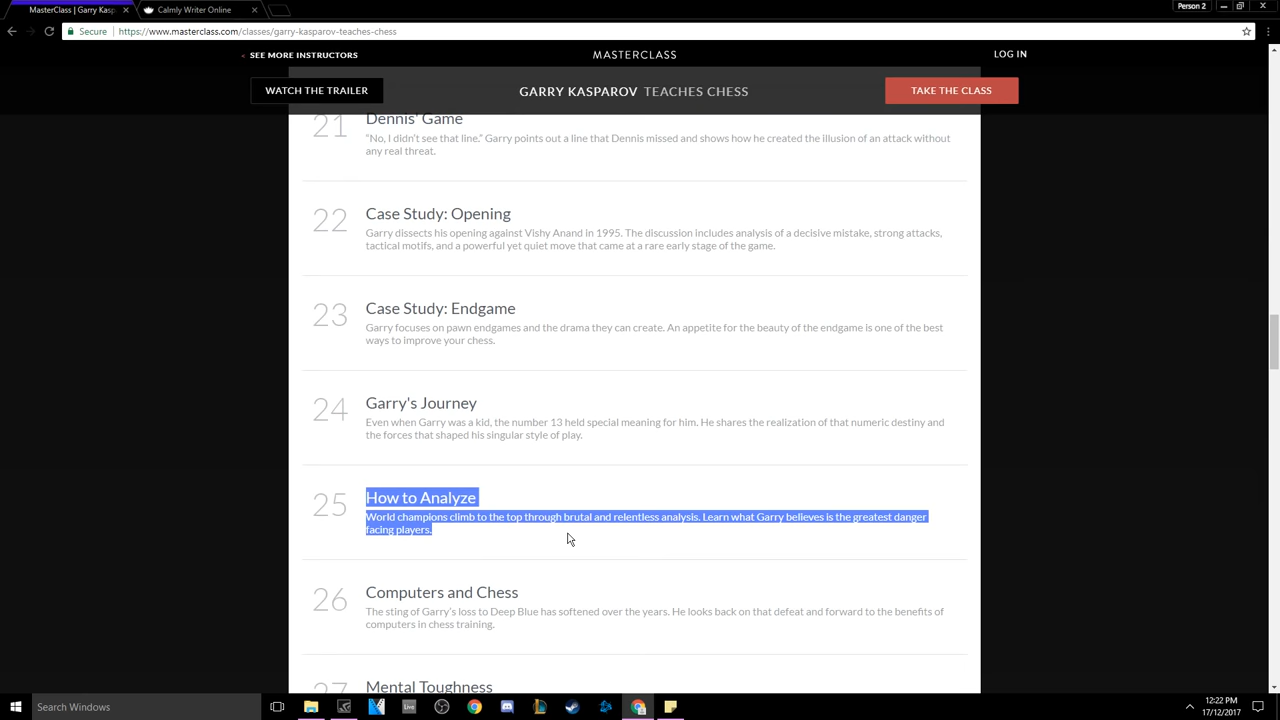 MasterClass | Garry Kasp
Calmly Writer Online
Person 2
Secure
https://www.masterclass.com/classes/garry-kasparov-teaches-chess
SEE MORE INSTRUCTORS
MASTERCLASS
LOG IN
WATCH THE TRAILER
GARRY KASPAROV TEACHES CHESS
TAKE THE CLASS
21
Dennis' Game
“No, I didn’t see that line.” Garry points out a line that Dennis missed and shows how he created the illusion of an attack without
any real threat.
22
Case Study: Opening
Garry dissects his opening against Vishy Anand in 1995. The discussion includes analysis of a decisive mistake, strong attacks,
tactical motifs, and a powerful yet quiet move that came at a rare early stage of the game.
23
Case Study: Endgame
Garry focuses on pawn endgames and the drama they can create. An appetite for the beauty of the endgame is one of the best
ways to improve your chess.
24
Garry's Journey
Even when Garry was a kid, the number 13 held special meaning for him. He shares the realization of that numeric destiny and
the forces that shaped his singular style of play.
25
How to Analyze
World champions climb to the top through brutal and relentless analysis. Learn what Garry believes is the greatest danger
facing players.
26
Computers and Chess
The sting of Garry’s loss to Deep Blue has softened over the years. He looks back on that defeat and forward to the benefits of
computers in chess training.
27
Mental Toughness
Search Windows
Live
12:22 PM
17/12/2017